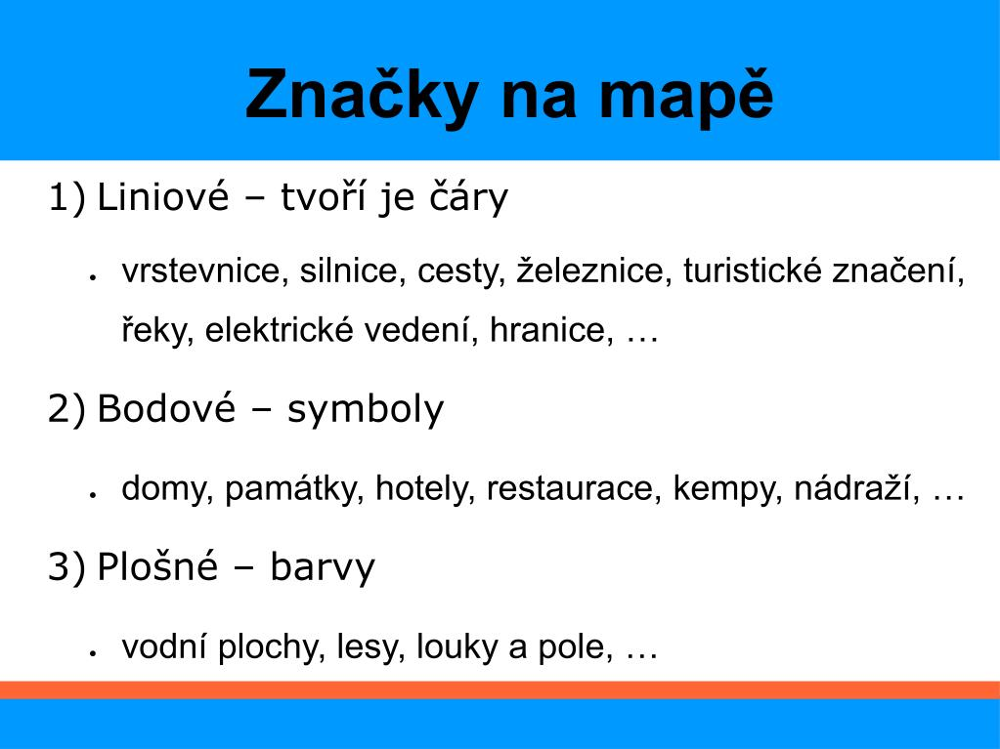 Značky na mapě
1) Liniové – tvoří je čáry
• vrstevnice, silnice, cesty, železnice, turistické značení,
řeky, elektrické vedení, hranice, …
2) Bodové – symboly
• domy, památky, hotely, restaurace, kempy, nádraží, …
3) Plošné – barvy
• vodní plochy, lesy, louky a pole, …